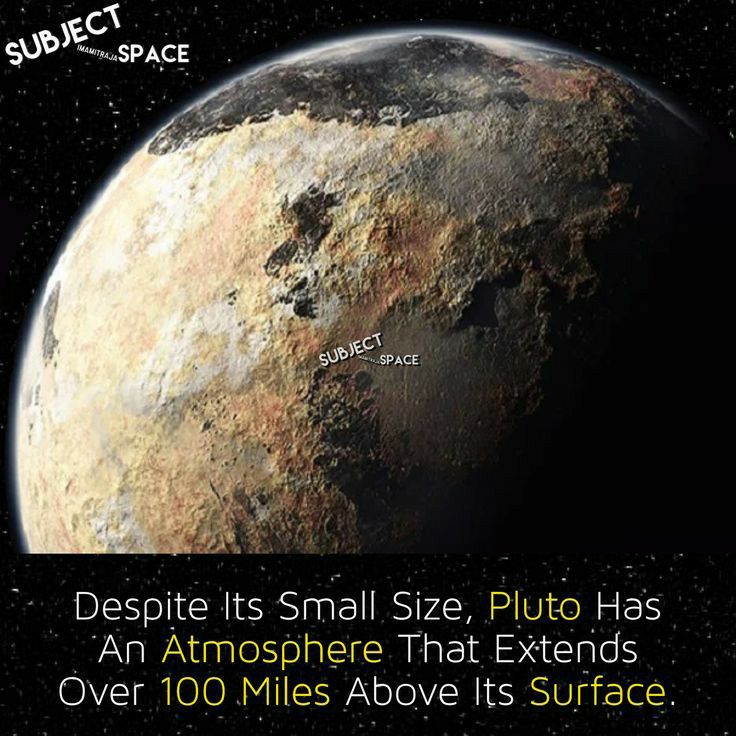 SUBJECT
IMAMITRAJA SPACE
SUBJECT
IMAMITRAJA SPACE
Despite Its Small Size, Pluto Has
An Atmosphere That Extends
Over 100 Miles Above Its Surface.